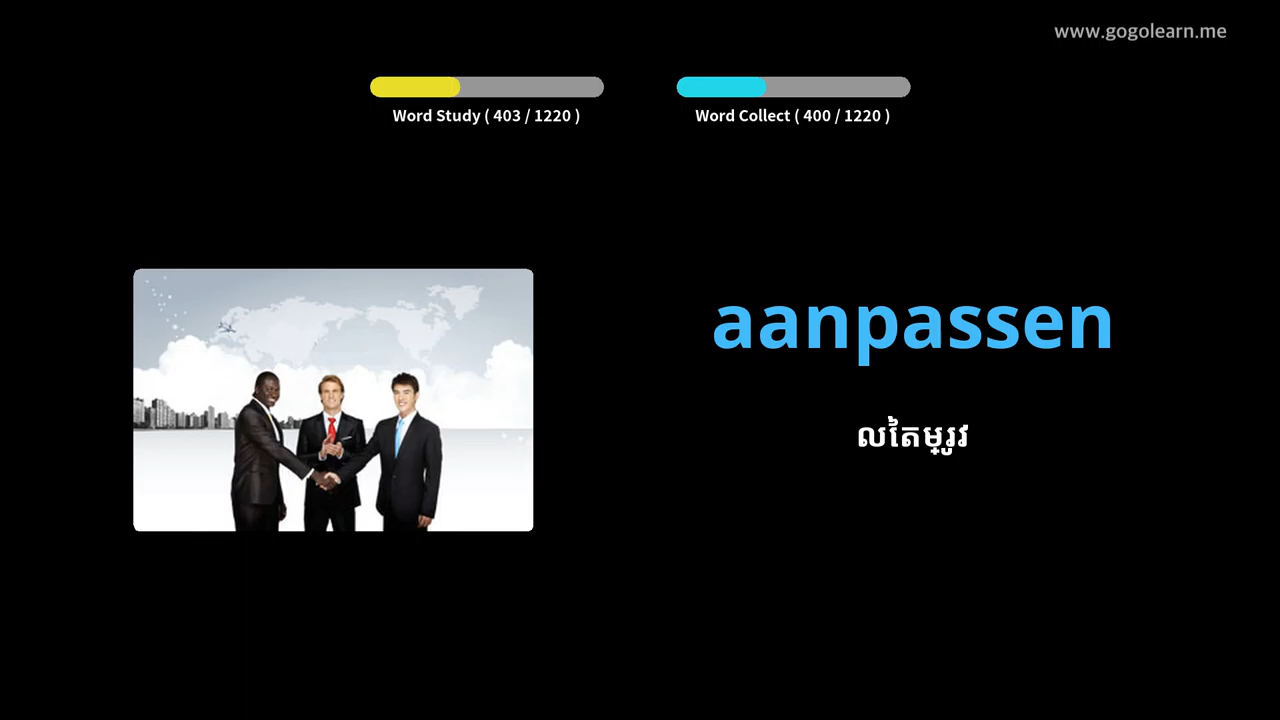 www.gogolearn.me
Word Study ( 403 / 1220 )
Word Collect ( 400 / 1220 )
aanpassen
លៃតម្រូវ